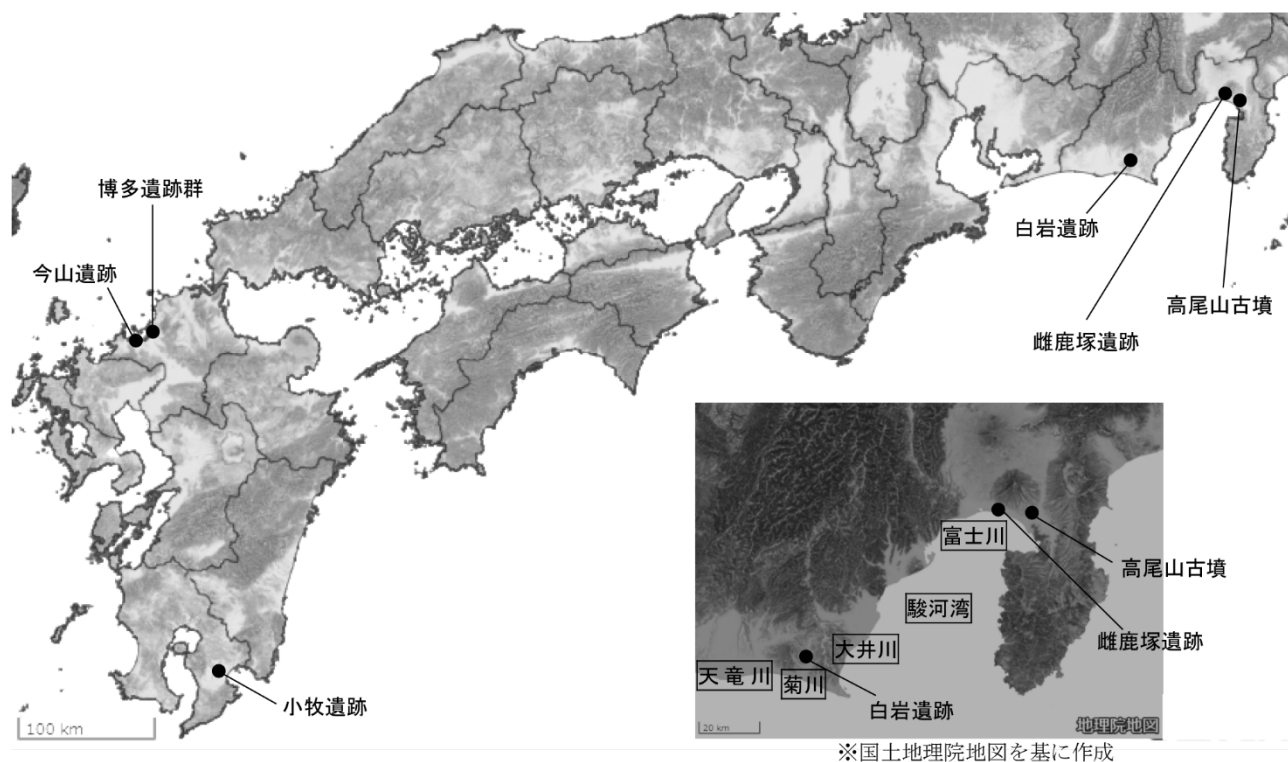 博多遺跡群
今山遺跡
白岩遺跡
高尾山古墳
雌鹿塚遺跡
小牧遺跡
100 km
富士川
高尾山古墳
駿河湾
雌鹿塚遺跡
大井川
天竜川
菊川
白岩遺跡
20 km
地理院地図
※国土地理院地図を基に作成